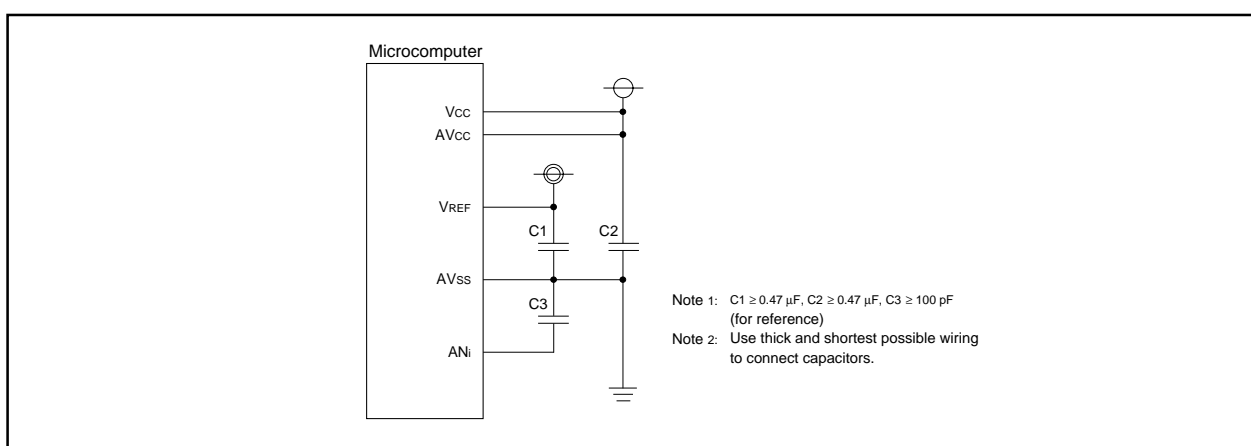 Microcomputer
VCC
AVCC
VREF
C1
C2
AVSS
C3
ANi
Note 1: C1 ≥ 0.47 µF, C2 ≥ 0.47 µF, C3 ≥ 100 pF
(for reference)
Note 2: Use thick and shortest possible wiring
to connect capacitors.